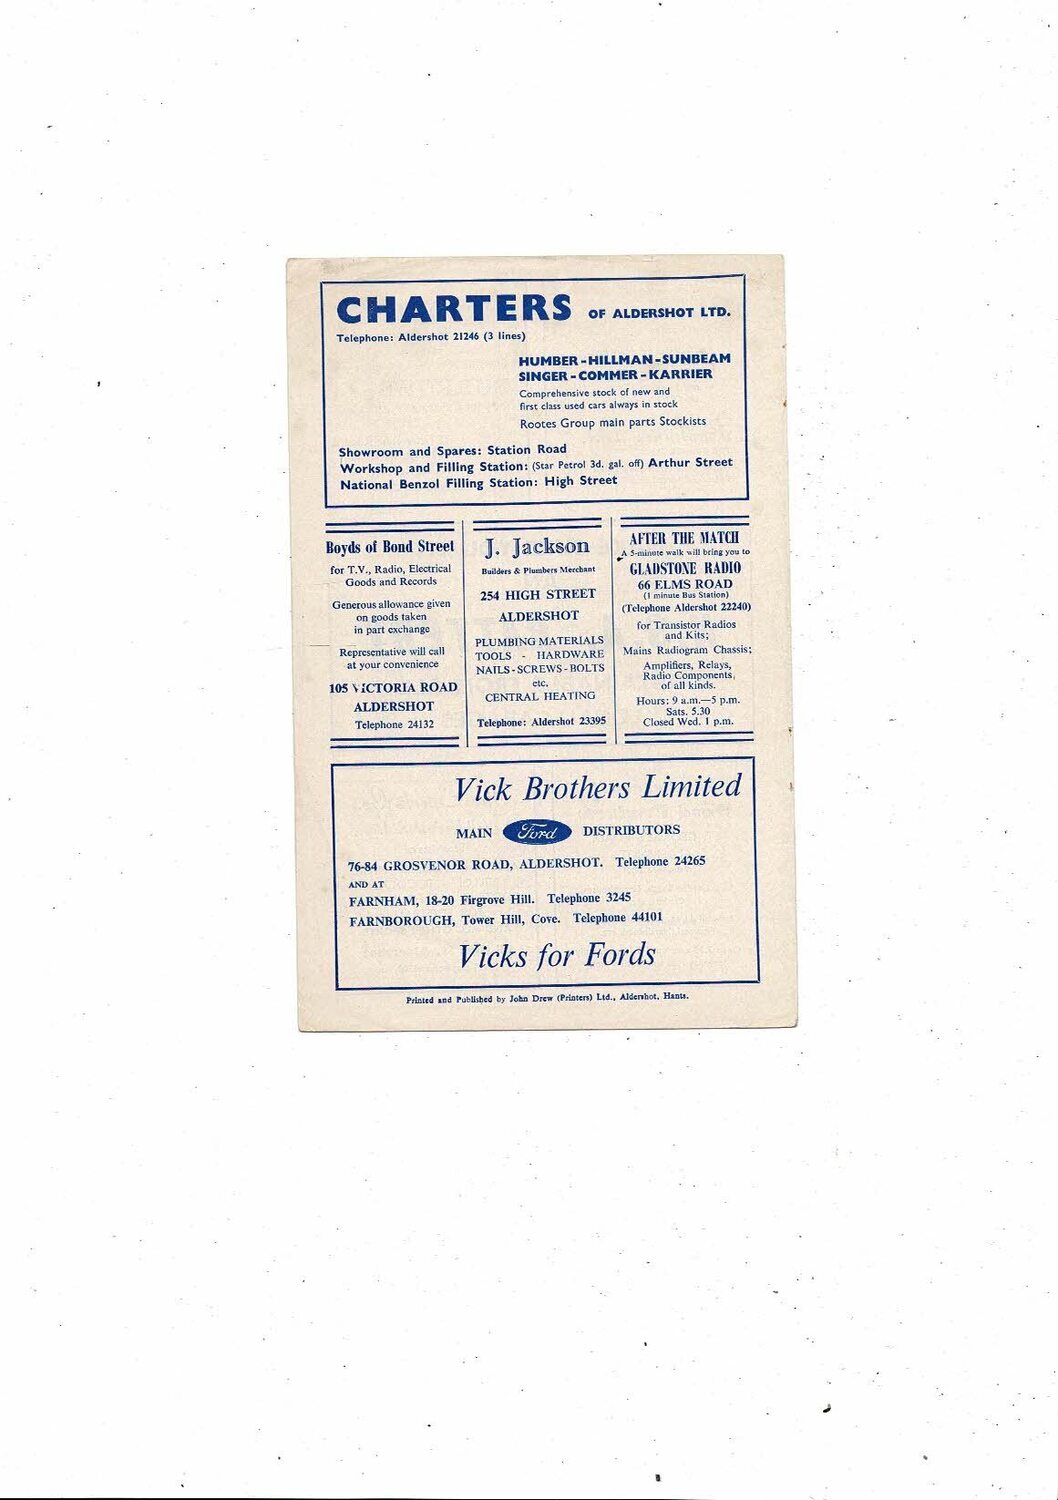 CHARTERS OF ALDERSHOT LTD.
Telephone: Aldershot 21246 (3 lines)
HUMBER - HILLMAN - SUNBEAM
SINGER - COMMER - KARRIER
Comprehensive stock of new and
first class used cars always in stock
Rootes Group main parts Stockists
Showroom and Spares: Station Road
Workshop and Filling Station: (Star Petrol 3d. gal. off) Arthur Street
National Benzol Filling Station: High Street
Boyds of Bond Street
for T.V., Radio, Electrical
Goods and Records
Generous allowance given
on goods taken
in part exchange
Representative will call
at your convenience
105 VICTORIA ROAD
ALDERSHOT
Telephone 24132
J. Jackson
Builders & Plumbers Merchant
254 HIGH STREET
ALDERSHOT
PLUMBING MATERIALS
TOOLS - HARDWARE
NAILS - SCREWS - BOLTS
etc.
CENTRAL HEATING
Telephone: Aldershot 23395
AFTER THE MATCH
A 5-minute walk will bring you to
GLADSTONE RADIO
66 ELMS ROAD
(1 minute Bus Station)
(Telephone Aldershot 22240)
for Transistor Radios
and Kits;
Mains Radiogram Chassis;
Amplifiers, Relays,
Radio Components,
of all kinds.
Hours: 9 a.m.—5 p.m.
Sats. 5.30
Closed Wed. 1 p.m.
Vick Brothers Limited
MAIN Ford DISTRIBUTORS
76-84 GROSVENOR ROAD, ALDERSHOT. Telephone 24265
AND AT
FARNHAM, 18-20 Firgrove Hill. Telephone 3245
FARNBOROUGH, Tower Hill, Cove. Telephone 44101
Vicks for Fords
Printed and Published by John Drew (Printers) Ltd., Aldershot, Hants.